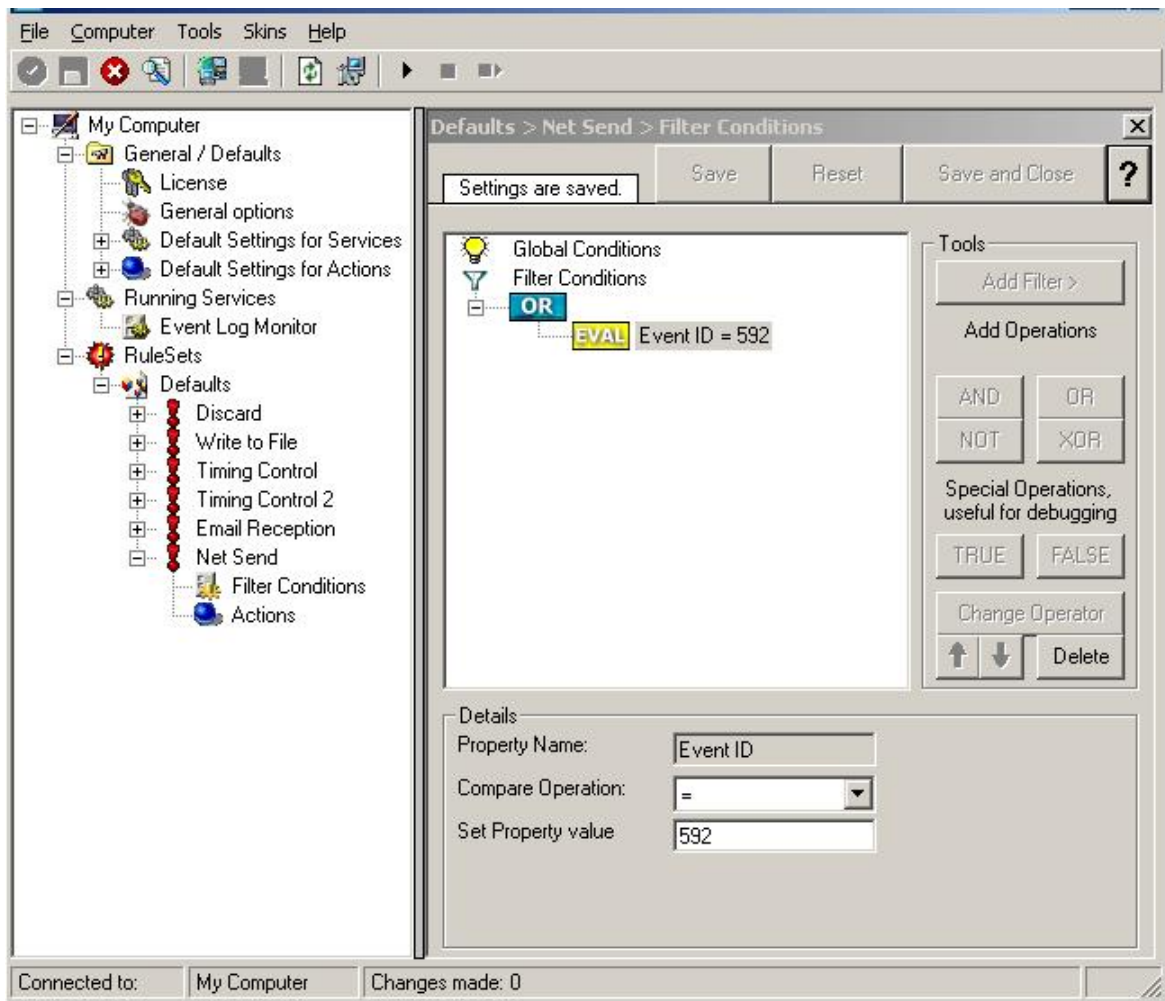 File Computer Tools Skins Help
My Computer
General / Defaults
License
General options
Default Settings for Services
Default Settings for Actions
Running Services
Event Log Monitor
RuleSets
Defaults
Discard
Write to File
Timing Control
Timing Control 2
Email Reception
Net Send
Filter Conditions
Actions
Defaults > Net Send > Filter Conditions
Settings are saved.
Save
Reset
Save and Close
?
Global Conditions
Filter Conditions
OR
EVAL Event ID = 592
Tools
Add Filter >
Add Operations
AND OR
NOT XOR
Special Operations,
useful for debugging
TRUE FALSE
Change Operator
Delete
Details
Property Name: Event ID
Compare Operation: =
Set Property value 592
Connected to: My Computer Changes made: 0